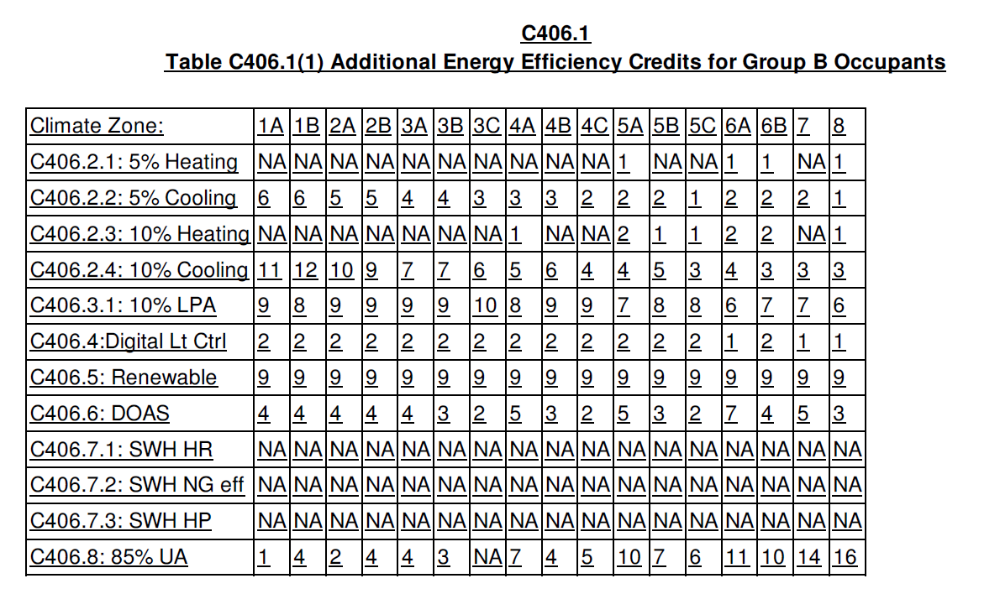 C406.1
Table C406.1(1) Additional Energy Efficiency Credits for Group B Occupants
Climate Zone: 1A 1B 2A 2B 3A 3B 3C 4A 4B 4C 5A 5B 5C 6A 6B 7 8
C406.2.1: 5% Heating NA NA NA NA NA NA NA NA NA NA 1 NA NA 1 1 NA 1
C406.2.2: 5% Cooling 6 6 5 5 4 4 3 3 3 2 2 2 1 2 2 2 1
C406.2.3: 10% Heating NA NA NA NA NA NA NA 1 NA NA 2 1 1 2 2 NA 1
C406.2.4: 10% Cooling 11 12 10 9 7 7 6 5 6 4 4 5 3 4 3 3 3
C406.3.1: 10% LPA 9 8 9 9 9 9 10 8 9 9 7 8 8 6 7 7 6
C406.4:Digital Lt Ctrl 2 2 2 2 2 2 2 2 2 2 2 2 2 1 2 1 1
C406.5: Renewable 9 9 9 9 9 9 9 9 9 9 9 9 9 9 9 9 9
C406.6: DOAS 4 4 4 4 4 3 2 5 3 2 5 3 2 7 4 5 3
C406.7.1: SWH HR NA NA NA NA NA NA NA NA NA NA NA NA NA NA NA NA NA
C406.7.2: SWH NG eff NA NA NA NA NA NA NA NA NA NA NA NA NA NA NA NA NA
C406.7.3: SWH HP NA NA NA NA NA NA NA NA NA NA NA NA NA NA NA NA NA
C406.8: 85% UA 1 4 2 4 4 3 NA 7 4 5 10 7 6 11 10 14 16